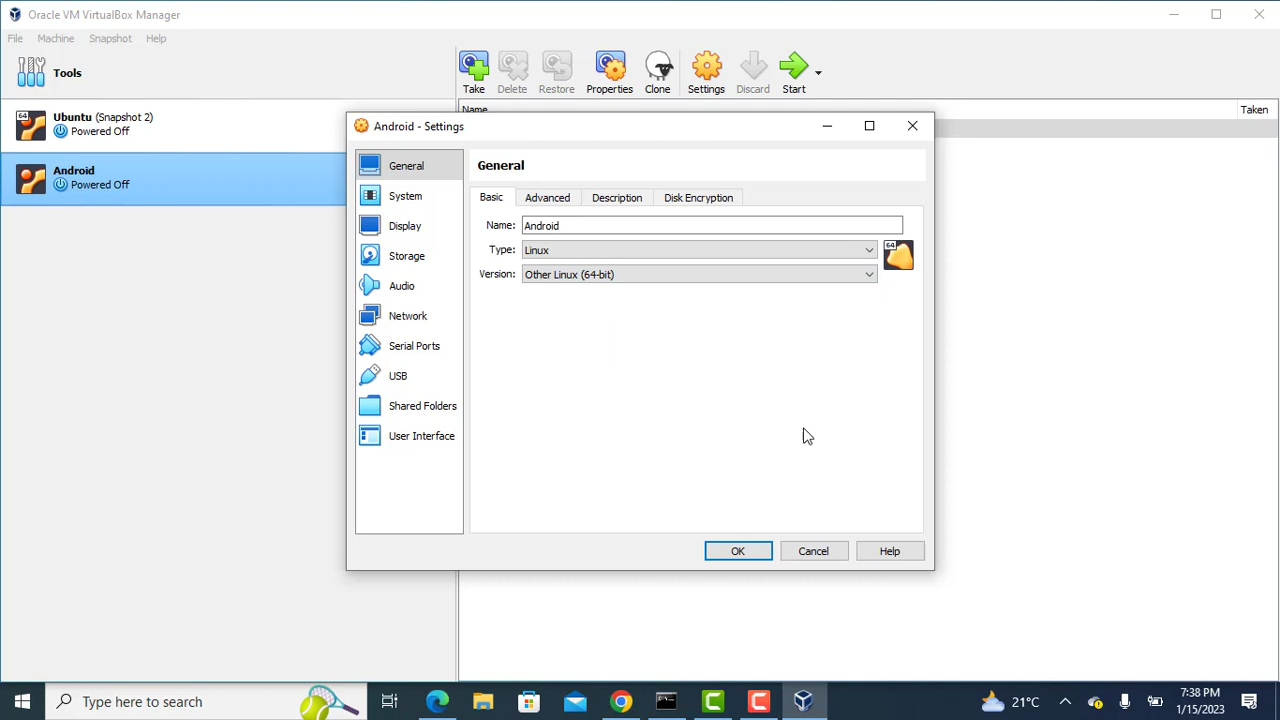 Oracle VM VirtualBox Manager
File Machine Snapshot Help
Tools
Take Delete Restore Properties Clone Settings Discard Start
Name Taken
64
Ubuntu (Snapshot 2)
Powered Off
Android
Powered Off
Android - Settings
General
System
Display
Storage
Audio
Network
Serial Ports
USB
Shared Folders
User Interface
General
Basic Advanced Description Disk Encryption
Name: Android
Type: Linux
64
Version: Other Linux (64-bit)
OK Cancel Help
Type here to search
21°C
7:38 PM
1/15/2023